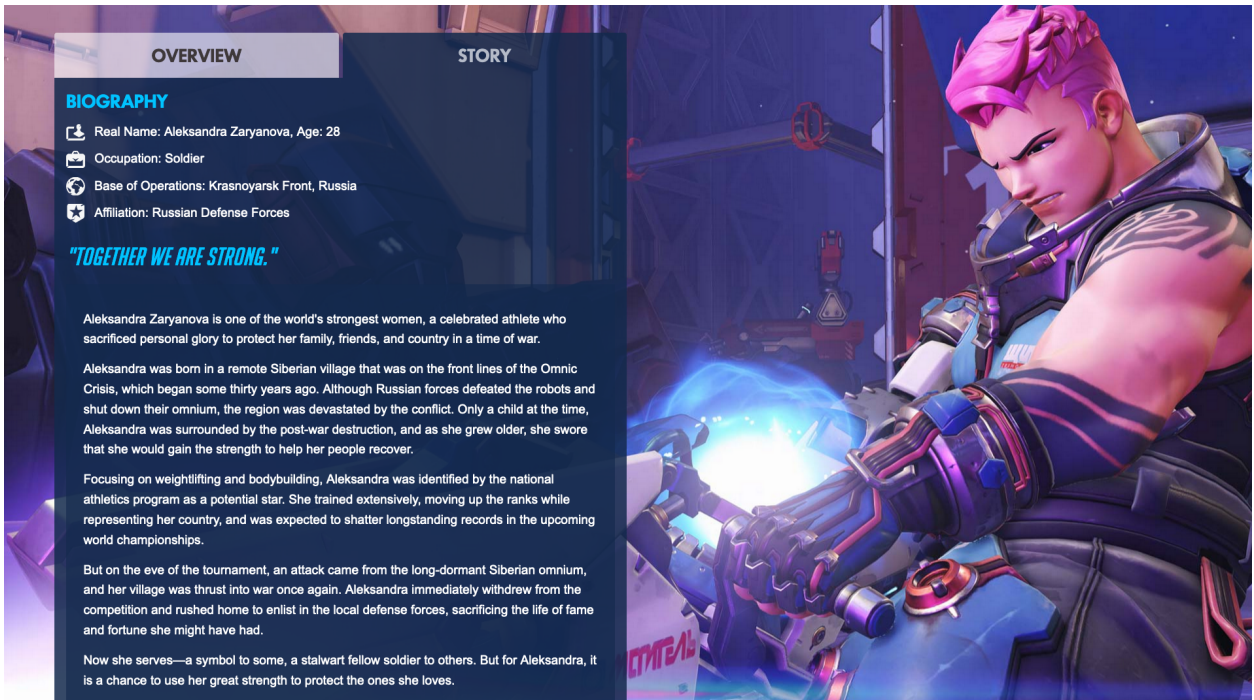 OVERVIEW
STORY
BIOGRAPHY
Real Name: Aleksandra Zaryanova, Age: 28
Occupation: Soldier
Base of Operations: Krasnoyarsk Front, Russia
Affiliation: Russian Defense Forces
"TOGETHER WE ARE STRONG."
Aleksandra Zaryanova is one of the world's strongest women, a celebrated athlete who
sacrificed personal glory to protect her family, friends, and country in a time of war.
Aleksandra was born in a remote Siberian village that was on the front lines of the Omnic
Crisis, which began some thirty years ago. Although Russian forces defeated the robots and
shut down their omnium, the region was devastated by the conflict. Only a child at the time,
Aleksandra was surrounded by the post-war destruction, and as she grew older, she swore
that she would gain the strength to help her people recover.
Focusing on weightlifting and bodybuilding, Aleksandra was identified by the national
athletics program as a potential star. She trained extensively, moving up the ranks while
representing her country, and was expected to shatter longstanding records in the upcoming
world championships.
But on the eve of the tournament, an attack came from the long-dormant Siberian omnium,
and her village was thrust into war once again. Aleksandra immediately withdrew from the
competition and rushed home to enlist in the local defense forces, sacrificing the life of fame
and fortune she might have had.
Now she serves—a symbol to some, a stalwart fellow soldier to others. But for Aleksandra, it
is a chance to use her great strength to protect the ones she loves.